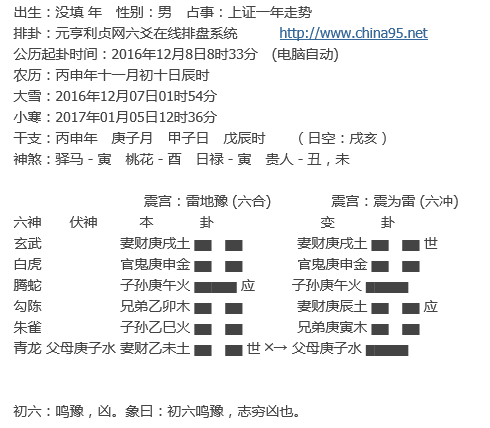 出生：没填 年 性别：男 占事：上证一年走势
排卦：元亨利贞网六爻在线排盘系统 http://www.china95.net
公历起卦时间：2016年12月8日8时33分 (电脑自动)
农历：丙申年十一月初十日辰时
大雪：2016年12月07日01时54分
小寒：2017年01月05日12时36分
干支：丙申年 庚子月 甲子日 戊辰时 （日空：戌亥）
神煞：驿马－寅 桃花－酉 日禄－寅 贵人－丑，未
震宫：雷地豫 (六合) 震宫：震为雷 (六冲)
六神 伏神 本 卦 变 卦
玄武 妻财庚戌土 妻财庚戌土 世
白虎 官鬼庚申金 官鬼庚申金
腾蛇 子孙庚午火 应 子孙庚午火
勾陈 兄弟乙卯木 妻财庚辰土 应
朱雀 子孙乙巳火 兄弟庚寅木
青龙 父母庚子水 妻财乙未土 世 ×→ 父母庚子水
初六：鸣豫，凶。象曰：初六鸣豫，志穷凶也。